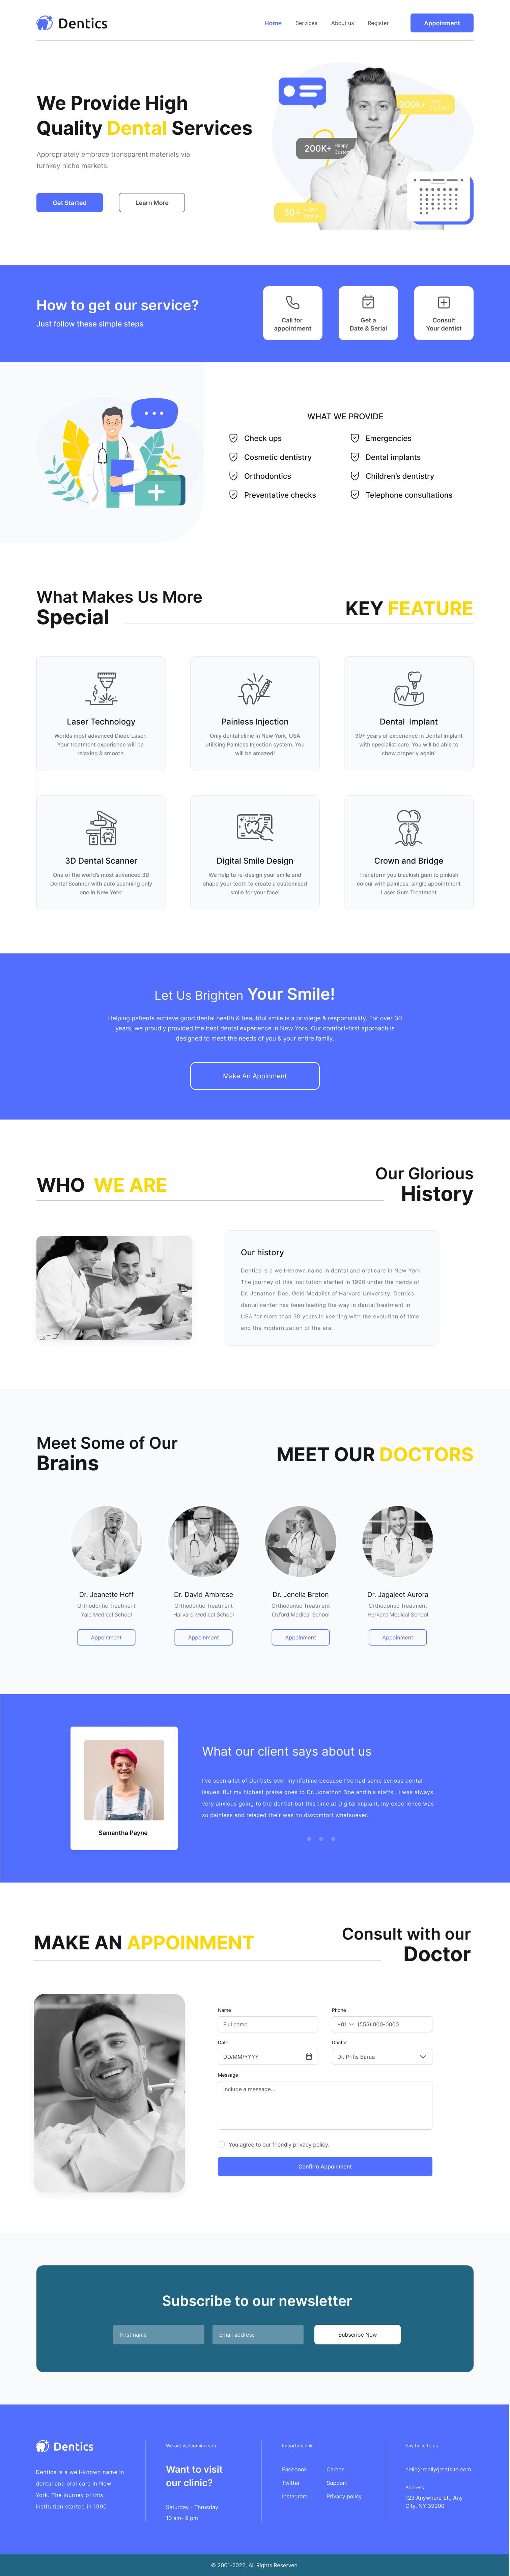 Dentics
Home Services About us Register Appointment
We Provide High
Quality Dental Services
Appropriately embrace transparent materials via
turnkey niche markets.
Get Started Learn More
300k+
200K+ Happy
30+
How to get our service?
Just follow these simple steps
Call for
appointment
Get a
Date & Serial
Consult
Your dentist
WHAT WE PROVIDE
Check ups
Emergencies
Cosmetic dentistry
Dental implants
Orthodontics
Children's dentistry
Preventative checks
Telephone consultations
What Makes Us More
Special
KEY FEATURE
Laser Technology
Worlds most advanced Diode Laser.
Your treatment experience will be
relaxing & smooth.
Painless Injection
Only dental clinic in New York, USA
utilising Painless Injection system. You
will be amazed!
Dental Implant
30+ years of experience in Dental Implant
with specialist care. You will be able to
chew properly again!
3D Dental Scanner
One of the world's most advanced 3D
Dental Scanner with auto scanning only
one in New York!
Digital Smile Design
We help to re-design your smile and
shape your teeth to create a customised
smile for your face!
Crown and Bridge
Transform you blackish gum to pinkish
colour with painless, single appointment
Laser Gum Treatment
Let Us Brighten Your Smile!
Helping patients achieve good dental health & beautiful smile is a privilege & responsibility. For over 30
years, we proudly provided the best dental experience in New York. Our comfort-first approach is
designed to meet the needs of you & your entire family.
Make An Appinment
WHO WE ARE
Our Glorious
History
Our history
Dentics is a well-known name in dental and oral care in New York.
The journey of this institution started in 1990 under the hands of
Dr. Jonathon Doe, Gold Medalist of Harvard University. Dentics
dental center has been leading the way in dental treatment in
USA for more than 30 years in keeping with the evolution of time
and the modernization of the era.
Meet Some of Our
Brains
MEET OUR DOCTORS
Dr. Jeanette Hoff
Orthodontic Treatment
Yale Medical School
Appointment
Dr. David Ambrose
Orthodontic Treatment
Harvard Medical School
Appointment
Dr. Jenelia Breton
Orthodontic Treatment
Oxford Medical School
Appointment
Dr. Jagajeet Aurora
Orthodontic Treatment
Harvard Medical School
Appoinment
Samantha Payne
What our client says about us
I've seen a lot of Dentists over my lifetime because I've had some serious dental
issues. But my highest praise goes to Dr. Jonathon Doe and his staffs . I was always
very anxious going to the dentist but this time at Digital Implant, my experience was
so painless and relaxed their was no discomfort whatsoever.
MAKE AN APPOINMENT
Consult with our
Doctor
Name
Full name
Phone
+01 (555) 000-0000
Date
DD/MM/YYYY
Doctor
Dr. Pritis Barua
Message
Include a message...
You agree to our friendly privacy policy.
Confirm Appoinment
Subscribe to our newsletter
First name Email address Subscribe Now
Dentics
Dentics is a well-known name in
dental and oral care in New
York. The journey of this
institution started in 1990
We are welcoming you
Want to visit
our clinic?
Saturday - Thrusday
10 am- 9 pm
Important link
Facebook
Twitter
Instagram
Career
Support
Privacy policy
Say hello to us
hello@reallygreatsite.com
Address
123 Anywhere St., Any
City, NY 39200
© 2001-2022, All Rights Reserved